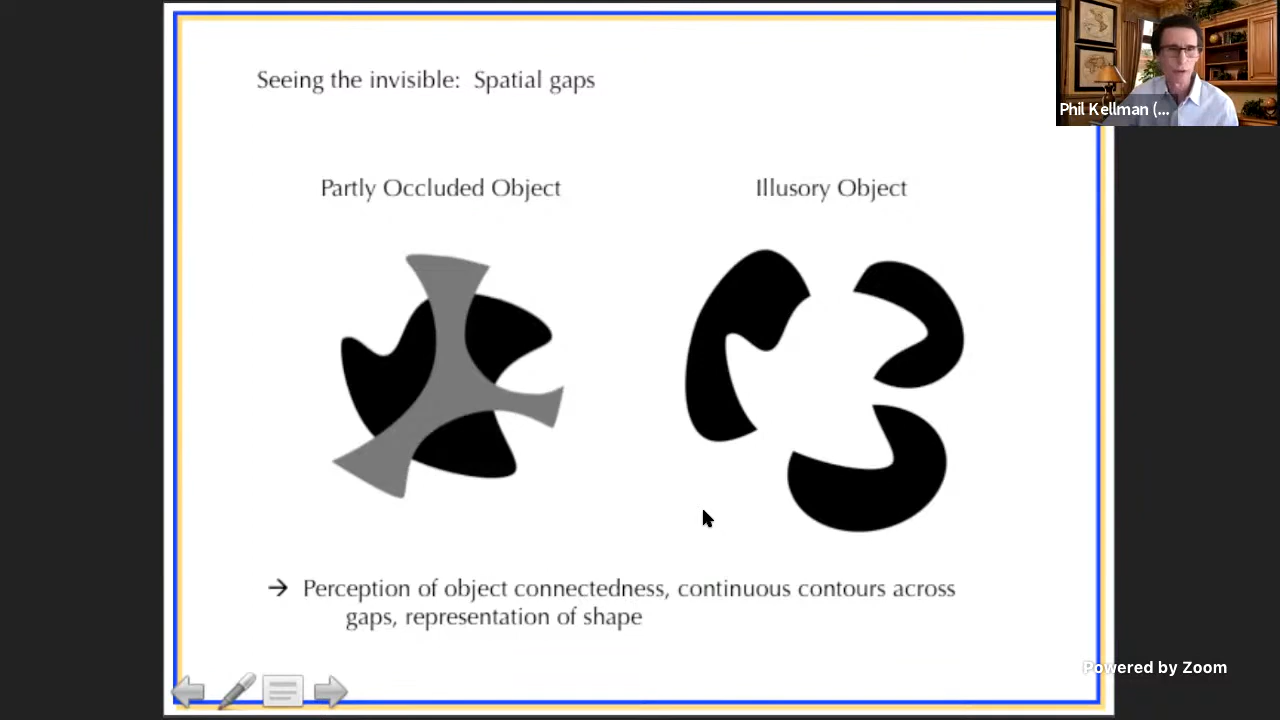 Seeing the invisible: Spatial gaps
Phil Kellman (...
Partly Occluded Object
Illusory Object
→ Perception of object connectedness, continuous contours across
gaps, representation of shape
Powered by Zoom